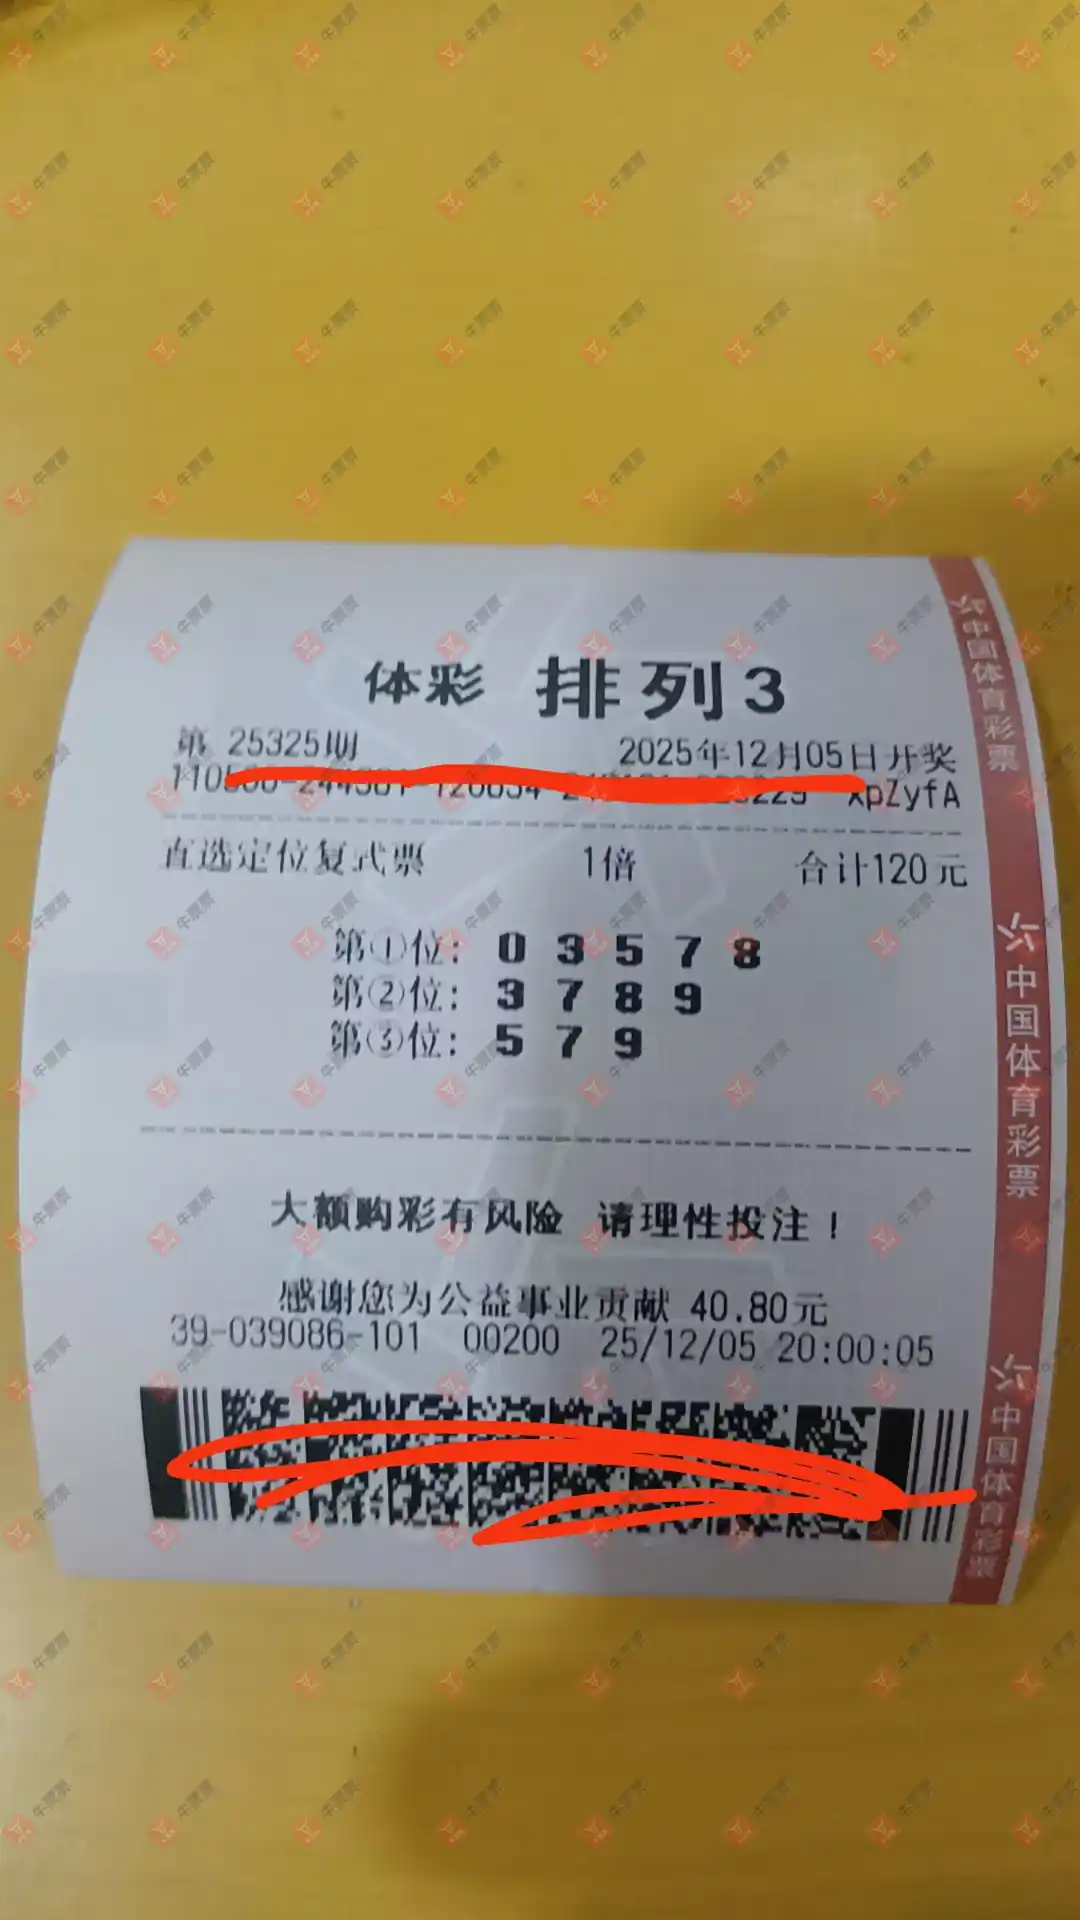 体彩 排列3
第 25325期 2025年12月05日开奖
xpZyfA
直选定位复式票 1倍 合计120元
第①位: 0 3 5 7 8
第②位: 3 7 8 9
第③位: 5 7 9
大额购彩有风险 请理性投注!
感谢您为公益事业贡献 40.80元
39-039086-101 00200 25/12/05 20:00:05
中国体育彩票
中国体育彩票
中国体育彩票
牛票票